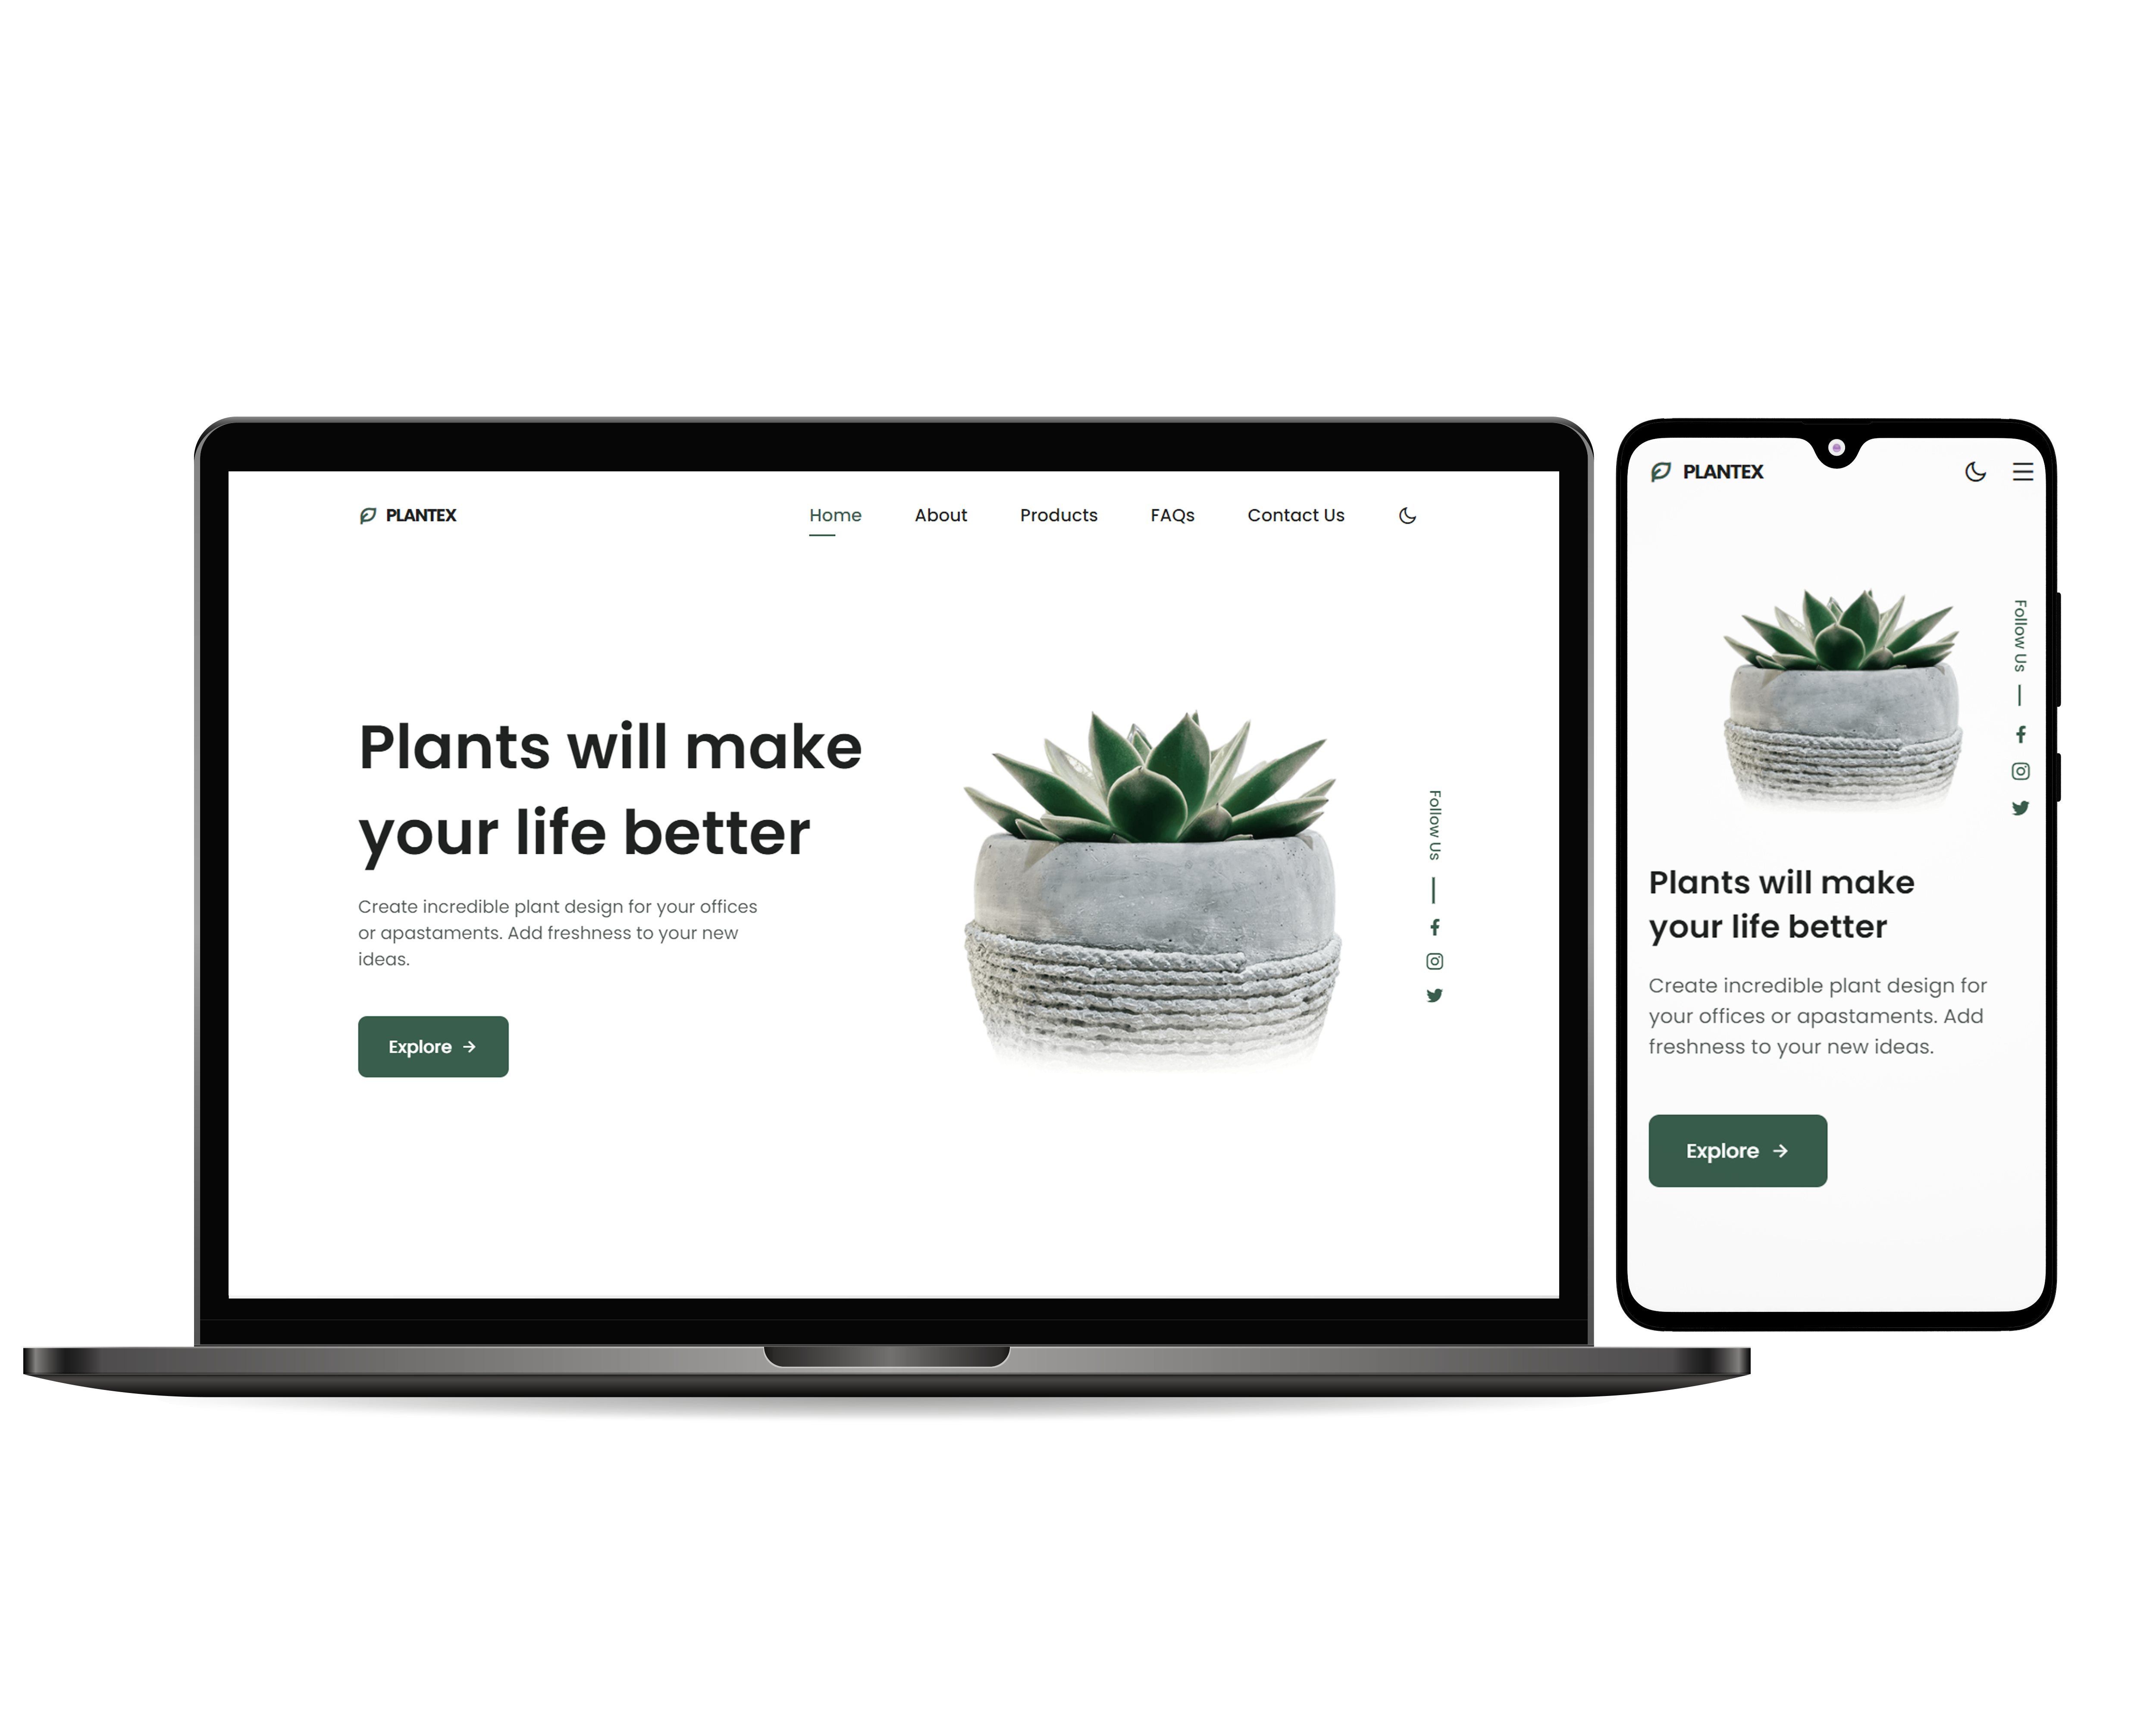 PLANTEX
Home About Products FAQs Contact Us
Plants will make
your life better
Create incredible plant design for your offices
or apastaments. Add freshness to your new
ideas.
Explore
Follow Us
PLANTEX
Follow Us
Plants will make
your life better
Create incredible plant design for
your offices or apastaments. Add
freshness to your new ideas.
Explore